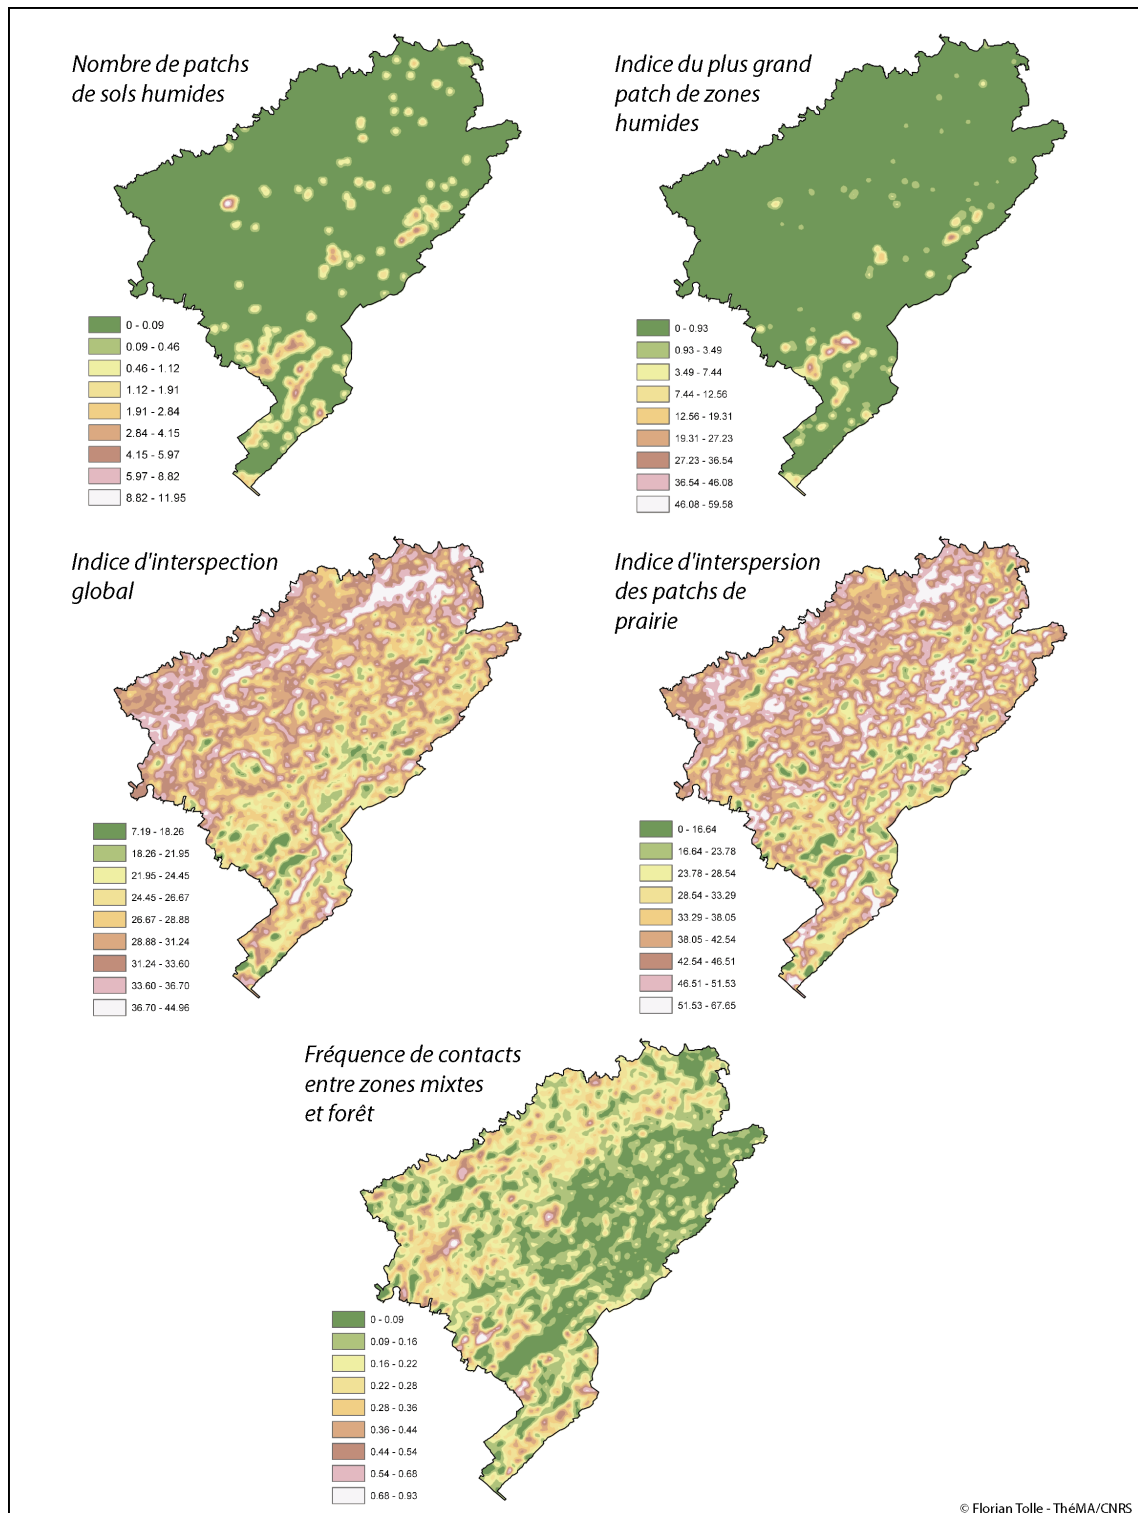 Nombre de patchs
de sols humides
0 - 0.09
0.09 - 0.46
0.46 - 1.12
1.12 - 1.91
1.91 - 2.84
2.84 - 4.15
4.15 - 5.97
5.97 - 8.82
8.82 - 11.95
Indice du plus grand
patch de zones
humides
0 - 0.93
0.93 - 3.49
3.49 - 7.44
7.44 - 12.56
12.56 - 19.31
19.31 - 27.23
27.23 - 36.54
36.54 - 46.08
46.08 - 59.58
Indice d'interspection
global
7.19 - 18.26
18.26 - 21.95
21.95 - 24.45
24.45 - 26.67
26.67 - 28.88
28.88 - 31.24
31.24 - 33.60
33.60 - 36.70
36.70 - 44.96
Indice d'interspersion
des patchs de
prairie
0 - 16.64
16.64 - 23.78
23.78 - 28.54
28.54 - 33.29
33.29 - 38.05
38.05 - 42.54
42.54 - 46.51
46.51 - 51.53
51.53 - 67.65
Fréquence de contacts
entre zones mixtes
et forêt
0 - 0.09
0.09 - 0.16
0.16 - 0.22
0.22 - 0.28
0.28 - 0.36
0.36 - 0.44
0.44 - 0.54
0.54 - 0.68
0.68 - 0.93
© Florian Tolle - ThéMA/CNRS